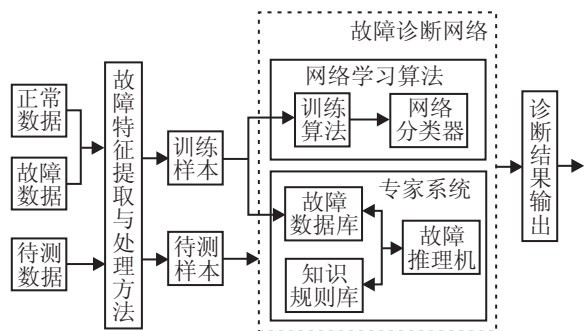 正常
数据
故障
数据
待测
数据
故障特征提取与处理方法
训练
样本
待测
样本
故障诊断网络
网络学习算法
训练
算法
网络
分类器
专家系统
故障
数据库
知识
规则库
故障
推理机
诊断结果输出